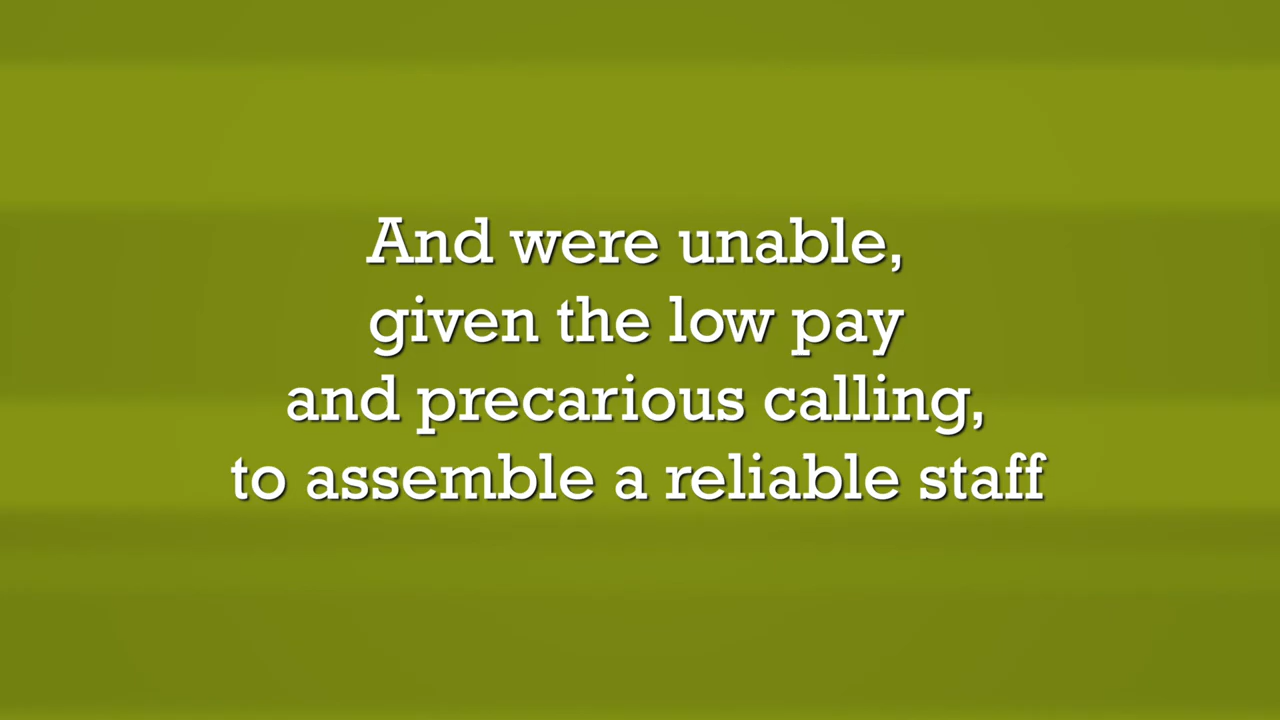 And were unable,
given the low pay
and precarious calling,
to assemble a reliable staff